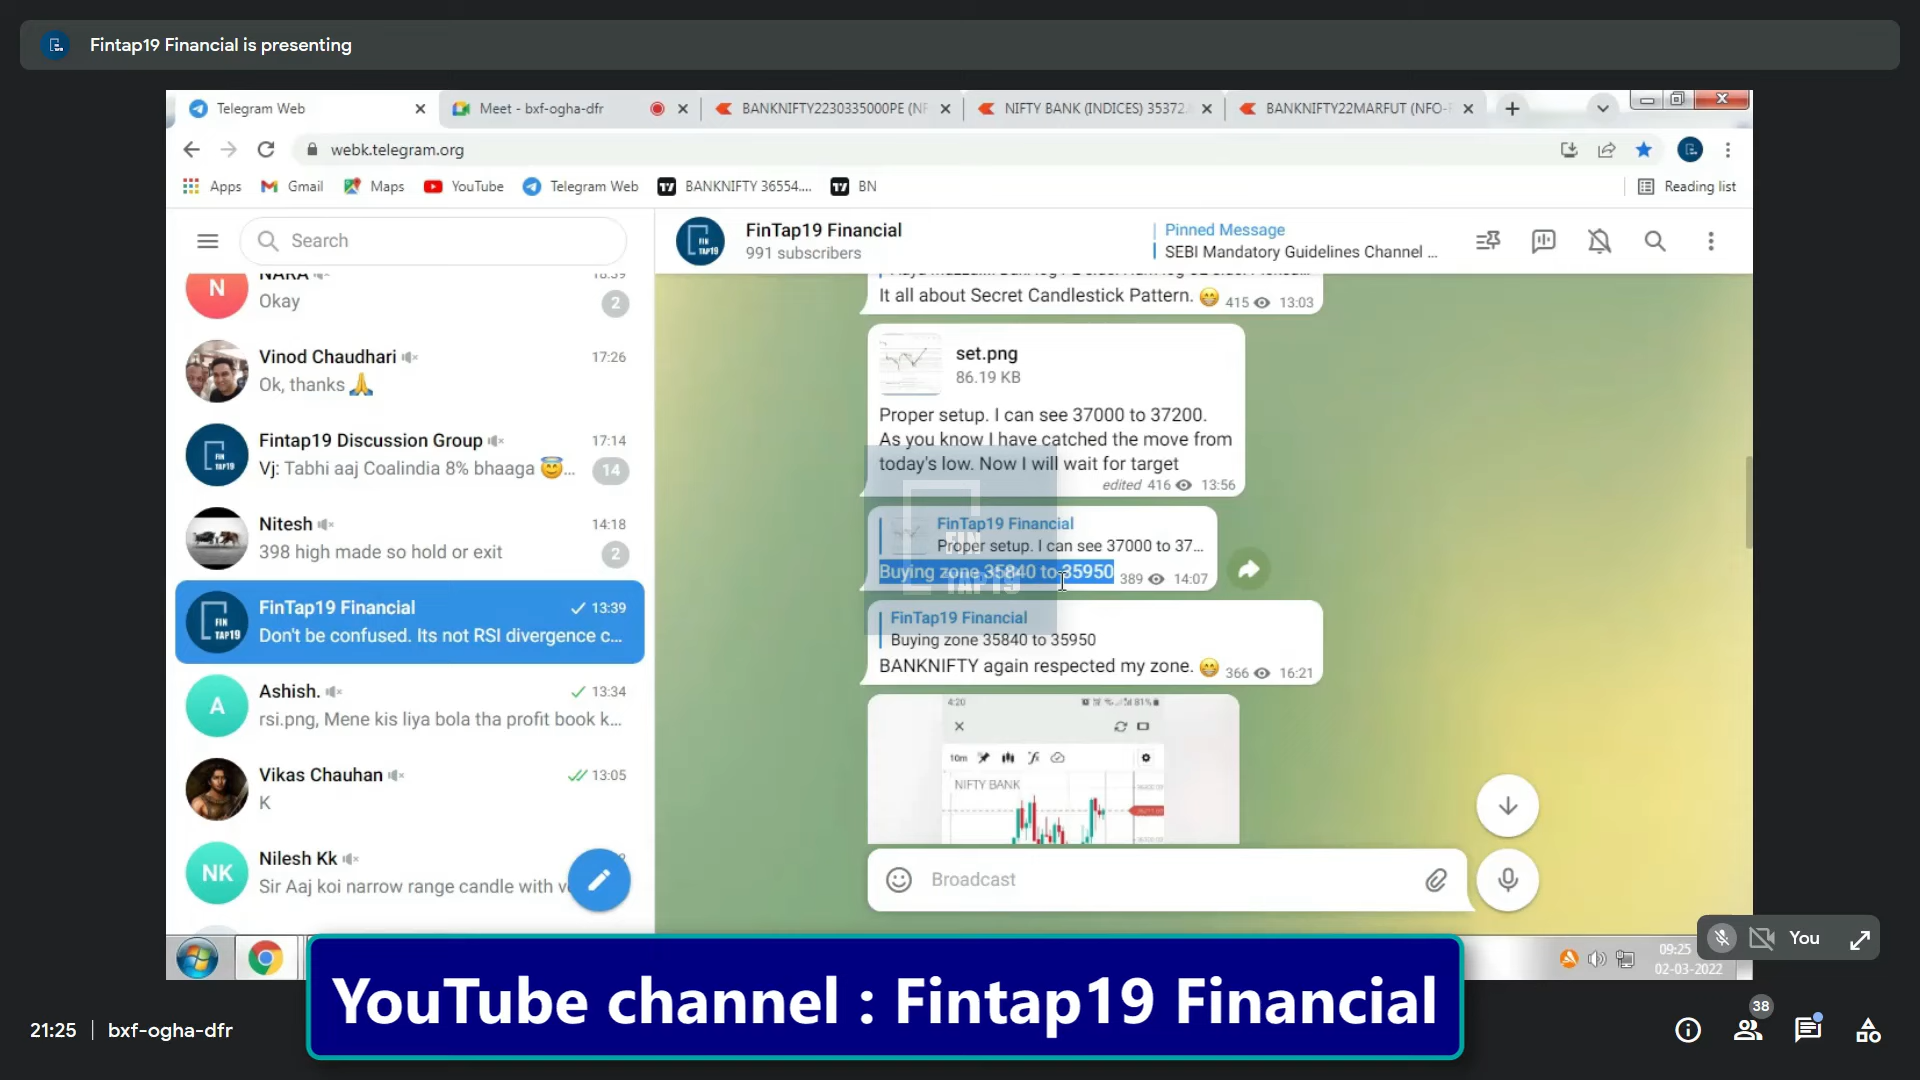 Fintap19 Financial is presenting
Telegram Web
Meet - bxf-ogha-dfr
BANKNIFTY2230335000PE (NF
NIFTY BANK (INDICES) 35372.
BANKNIFTY22MARFUT (NFO-
webk.telegram.org
Apps
Gmail
Maps
YouTube
Telegram Web
BANKNIFTY 36554....
BN
Reading list
Search
FinTap19 Financial
991 subscribers
Pinned Message
SEBI Mandatory Guidelines Channel ...
NARA 18:39
Okay 2
Vinod Chaudhari 17:26
Ok, thanks 🙏
Fintap19 Discussion Group 17:14
Vj: Tabhi aaj Coalindia 8% bhaaga 😇... 14
Nitesh 14:18
398 high made so hold or exit 2
FinTap19 Financial 13:39
Don't be confused. Its not RSI divergence c...
Ashish. 13:34
rsi.png, Mene kis liya bola tha profit book k...
Vikas Chauhan 13:05
K
Nilesh Kk
Sir Aaj koi narrow range candle with v
It all about Secret Candlestick Pattern. 😁 415 13:03
set.png
86.19 KB
Proper setup. I can see 37000 to 37200.
As you know I have catched the move from
today's low. Now I will wait for target
edited 416 13:56
FinTap19 Financial
Proper setup. I can see 37000 to 37...
Buying zone 35840 to 35950 389 14:07
FinTap19 Financial
Buying zone 35840 to 35950
BANKNIFTY again respected my zone. 😁 366 16:21
4:20
81%
10m
NIFTY BANK
Broadcast
FIN
TAP19
You
09:25
02-03-2022
YouTube channel : Fintap19 Financial
21:25 | bxf-ogha-dfr
38